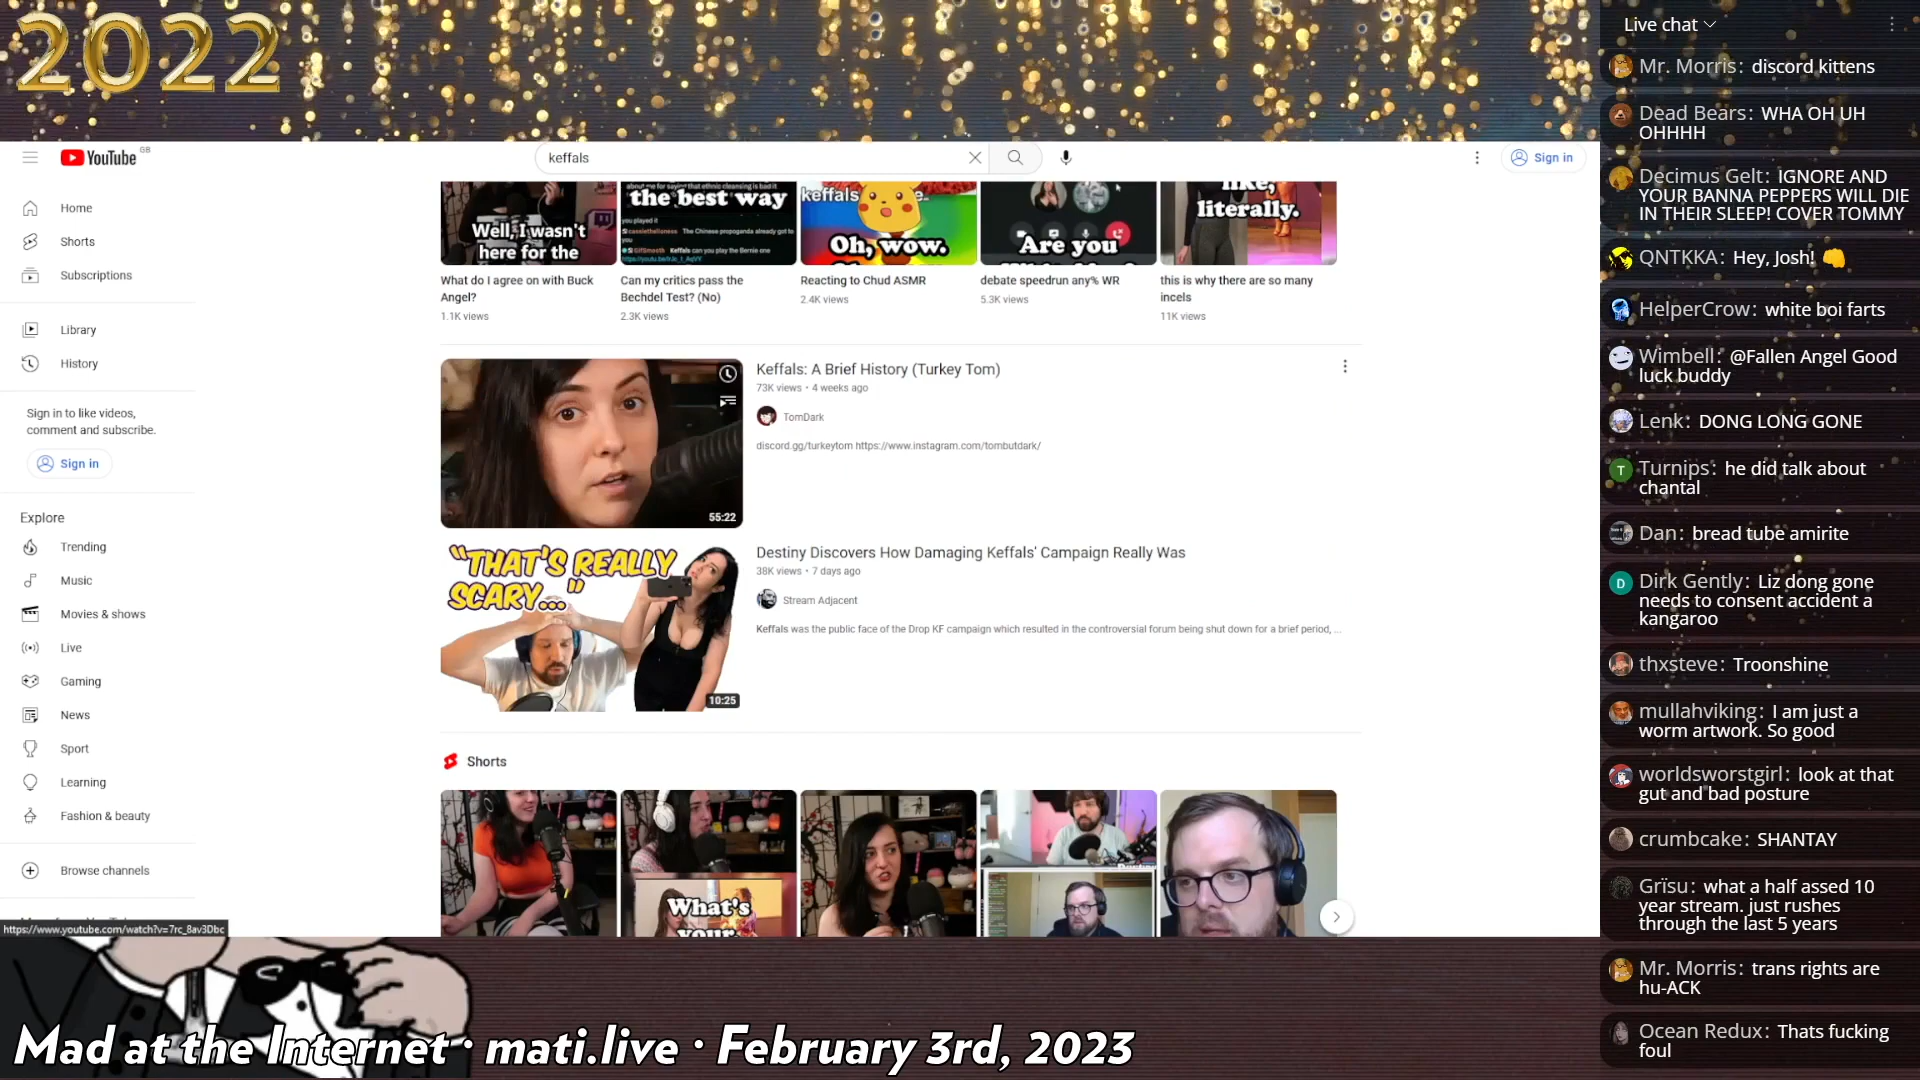 2022
YouTube GB
keffals
Sign in
Home
Shorts
Subscriptions
Library
History
Sign in to like videos,
comment and subscribe.
Sign in
Explore
Trending
Music
Movies & shows
Live
Gaming
News
Sport
Learning
Fashion & beauty
Browse channels
https://www.youtube.com/watch?v=7rc_8av3Dbc
Well, I wasn't
here for the
the best way
keffals
Oh, wow.
Are you
like,
literally.
What do I agree on with Buck
Angel?
1.1K views
Can my critics pass the
Bechdel Test? (No)
2.3K views
Reacting to Chud ASMR
2.4K views
debate speedrun any% WR
5.3K views
this is why there are so many
incels
11K views
55:22
Keffals: A Brief History (Turkey Tom)
73K views • 4 weeks ago
TomDark
discord.gg/turkeytom https://www.instagram.com/tombutdark/
"THAT'S REALLY
SCARY..."
10:25
Destiny Discovers How Damaging Keffals' Campaign Really Was
38K views • 7 days ago
Stream Adjacent
Keffals was the public face of the Drop KF campaign which resulted in the controversial forum being shut down for a brief period, ...
Shorts
What's
your
Mad at the Internet · mati.live · February 3rd, 2023
Live chat
Mr. Morris: discord kittens
Dead Bears: WHA OH UH
OHHHH
Decimus Gelt: IGNORE AND
YOUR BANNA PEPPERS WILL DIE
IN THEIR SLEEP! COVER TOMMY
QNTKKA: Hey, Josh!
HelperCrow: white boi farts
Wimbell: @Fallen Angel Good
luck buddy
Lenk: DONG LONG GONE
T
Turnips: he did talk about
chantal
Dan: bread tube amirite
D
Dirk Gently: Liz dong gone
needs to consent accident a
kangaroo
thxsteve: Troonshine
mullahviking: I am just a
worm artwork. So good
worldsworstgirl: look at that
gut and bad posture
crumbcake: SHANTAY
Grïsu: what a half assed 10
year stream. just rushes
through the last 5 years
Mr. Morris: trans rights are
hu-ACK
Ocean Redux: Thats fucking
foul